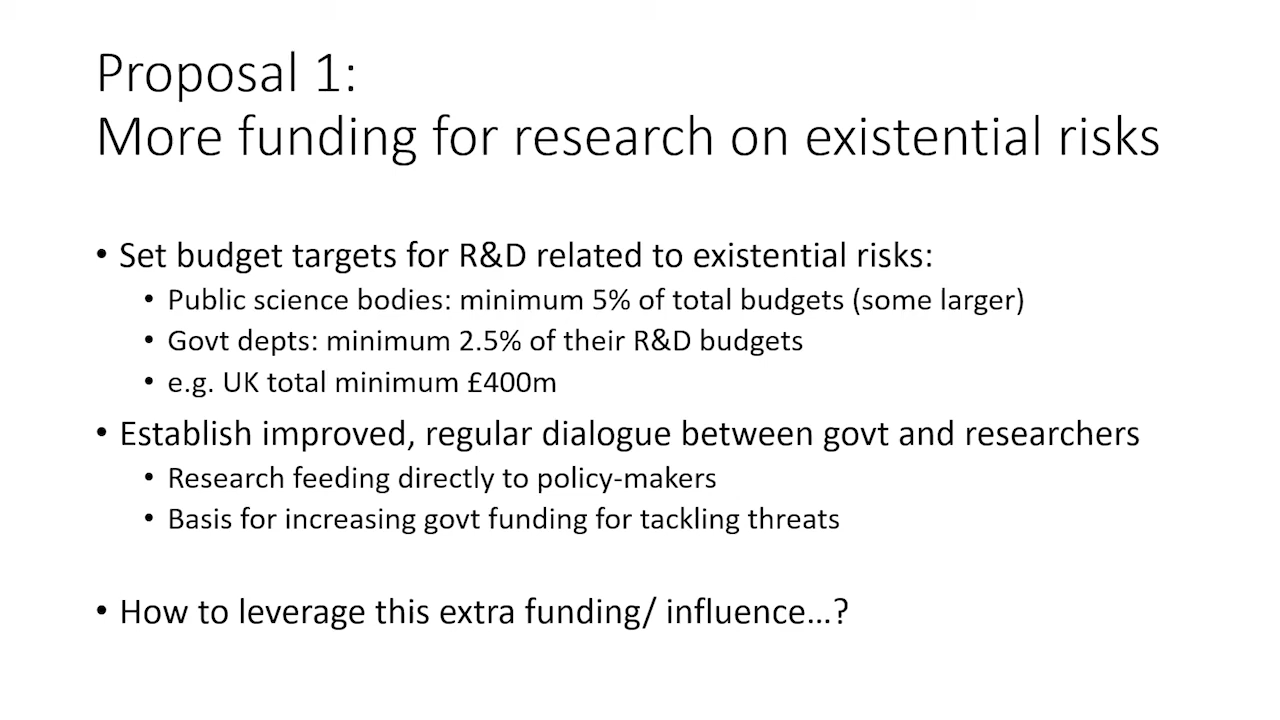 Proposal 1:
More funding for research on existential risks
• Set budget targets for R&D related to existential risks:
• Public science bodies: minimum 5% of total budgets (some larger)
• Govt depts: minimum 2.5% of their R&D budgets
• e.g. UK total minimum £400m
• Establish improved, regular dialogue between govt and researchers
• Research feeding directly to policy-makers
• Basis for increasing govt funding for tackling threats
• How to leverage this extra funding/ influence…?